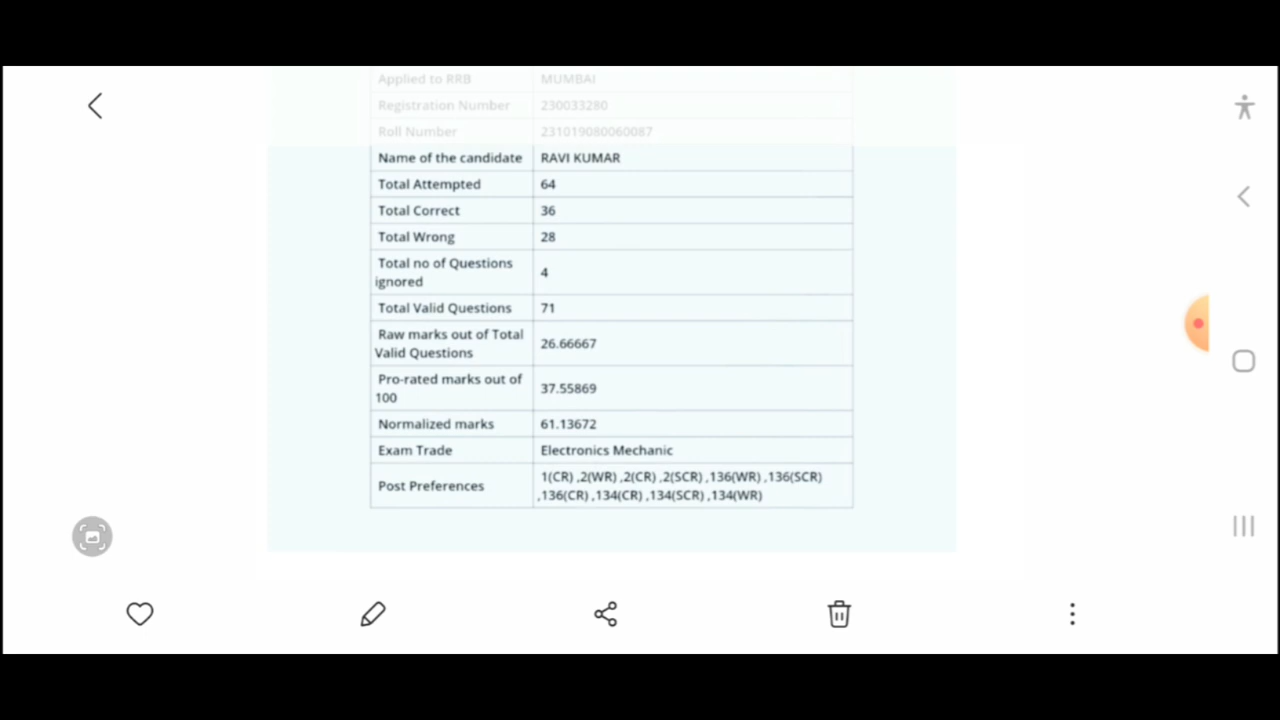 Applied to RRB MUMBAI
Registration Number 230033280
Roll Number 231019080060087
Name of the candidate RAVI KUMAR
Total Attempted 64
Total Correct 36
Total Wrong 28
Total no of Questions
ignored 4
Total Valid Questions 71
Raw marks out of Total
Valid Questions 26.66667
Pro-rated marks out of
100 37.55869
Normalized marks 61.13672
Exam Trade Electronics Mechanic
Post Preferences 1(CR) ,2(WR) ,2(CR) ,2(SCR) ,136(WR) ,136(SCR)
,136(CR) ,134(CR) ,134(SCR) ,134(WR)